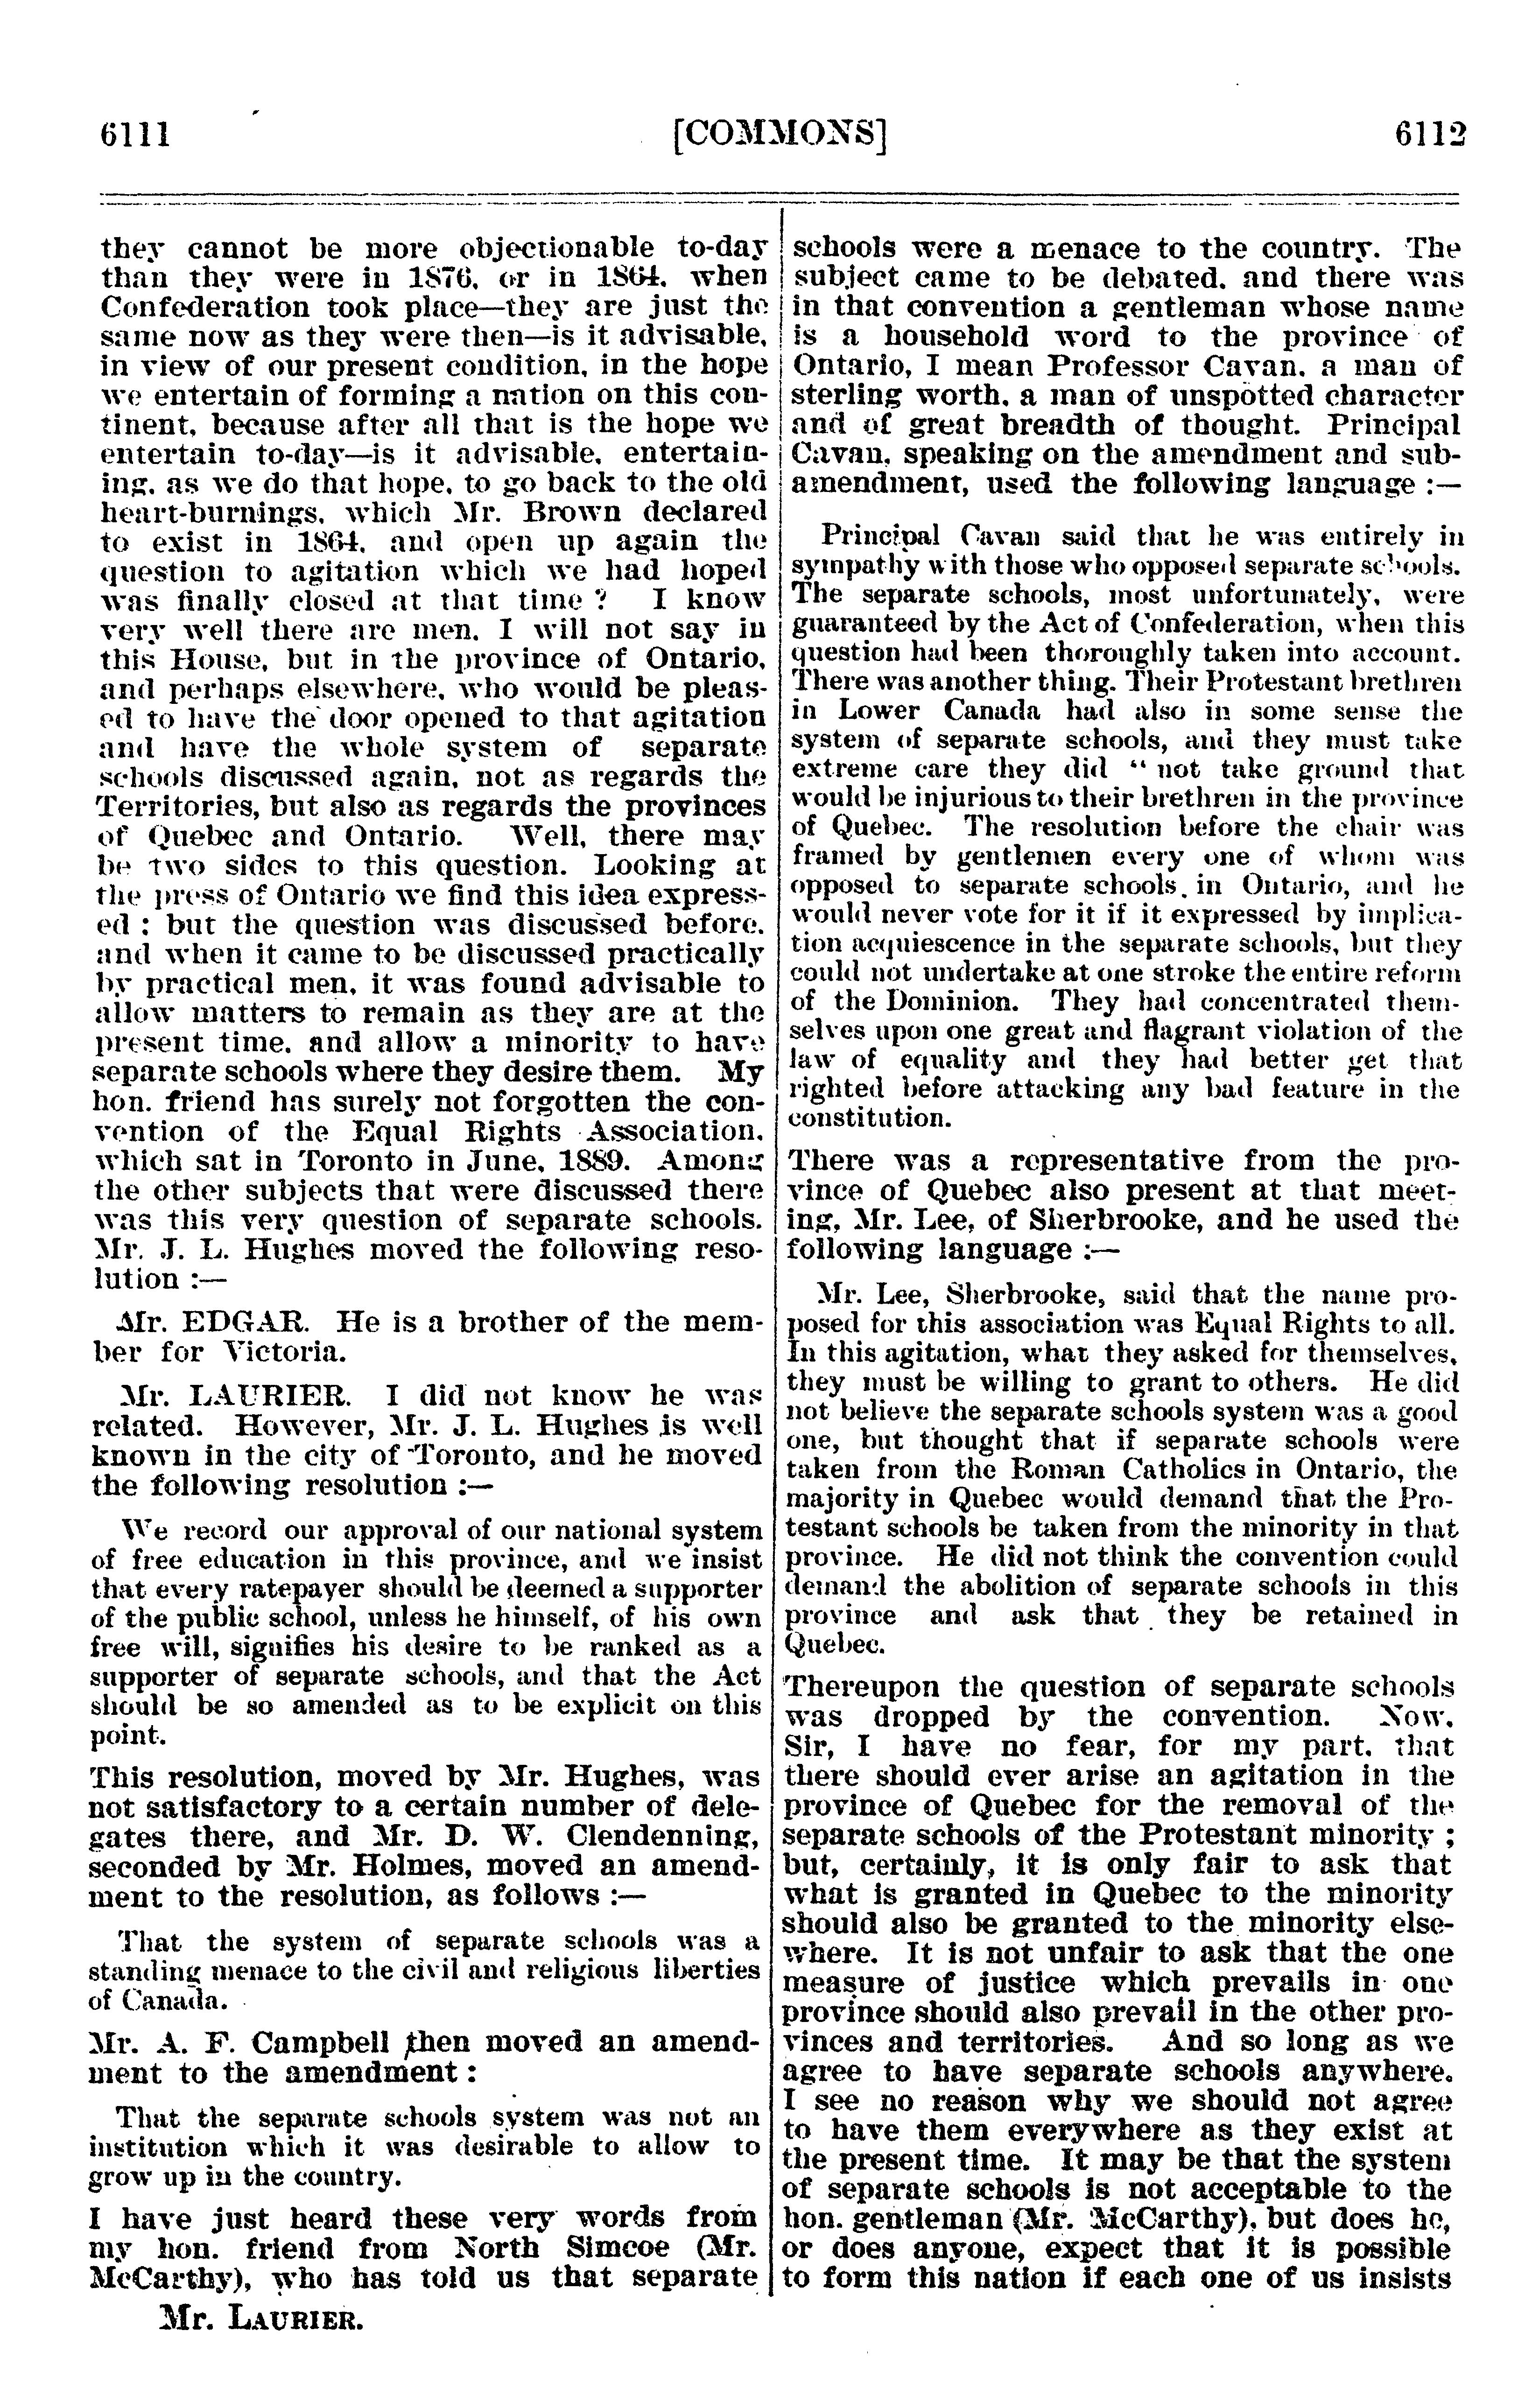 6111 [COMMONS] 6112
they cannot be more objectionable to-day
than they were in 1876, or in 1864, when
Confederation took place—they are just the
same now as they were then—is it advisable,
in view of our present condition, in the hope
we entertain of forming a nation on this con-
tinent, because after all that is the hope we
entertain to-day—is it advisable, entertain-
ing, as we do that hope, to go back to the old
heart-burnings, which Mr. Brown declared
to exist in 1864, and open up again the
question to agitation which we had hoped
was finally closed at that time ? I know
very well there are men, I will not say in
this House, but in the province of Ontario,
and perhaps elsewhere, who would be pleas-
ed to have the door opened to that agitation
and have the whole system of separate
schools discussed again, not as regards the
Territories, but also as regards the provinces
of Quebec and Ontario. Well, there may
be two sides to this question. Looking at
the press of Ontario we find this idea express-
ed ; but the question was discussed before,
and when it came to be discussed practically
by practical men, it was found advisable to
allow matters to remain as they are at the
present time, and allow a minority to have
separate schools where they desire them. My
hon. friend has surely not forgotten the con-
vention of the Equal Rights Association,
which sat in Toronto in June, 1889. Among
the other subjects that were discussed there
was this very question of separate schools.
Mr. J. L. Hughes moved the following reso-
lution :—
Mr. EDGAR. He is a brother of the mem-
ber for Victoria.
Mr. LAURIER. I did not know he was
related. However, Mr. J. L. Hughes is well
known in the city of Toronto, and he moved
the following resolution :—
We record our approval of our national system
of free education in this province, and we insist
that every ratepayer should be deemed a supporter
of the public school, unless he himself, of his own
free will, signifies his desire to be ranked as a
supporter of separate schools, and that the Act
should be so amended as to be explicit on this
point.
This resolution, moved by Mr. Hughes, was
not satisfactory to a certain number of dele-
gates there, and Mr. D. W. Clendenning,
seconded by Mr. Holmes, moved an amend-
ment to the resolution, as follows :—
That the system of separate schools was a
standing menace to the civil and religious liberties
of Canada.
Mr. A. F. Campbell then moved an amend-
ment to the amendment :
That the separate schools system was not an
institution which it was desirable to allow to
grow up in the country.
I have just heard these very words from
my hon. friend from North Simcoe (Mr.
McCarthy), who has told us that separate
Mr. LAURIER.
schools were a menace to the country. The
subject came to be debated, and there was
in that convention a gentleman whose name
is a household word to the province of
Ontario, I mean Professor Cavan, a man of
sterling worth, a man of unspotted character
and of great breadth of thought. Principal
Cavan, speaking on the amendment and sub-
amendment, used the following language :—
Principal Cavan said that he was entirely in
sympathy with those who opposed separate schools.
The separate schools, most unfortunately, were
guaranteed by the Act of Confederation, when this
question had been thoroughly taken into account.
There was another thing. Their Protestant brethren
in Lower Canada had also in some sense the
system of separate schools, and they must take
extreme care they did “ not take ground that
would be injurious to their brethren in the province
of Quebec. The resolution before the chair was
framed by gentlemen every one of whom was
opposed to separate schools in Ontario, and he
would never vote for it if it expressed by implica-
tion acquiescence in the separate schools, but they
could not undertake at one stroke the entire reform
of the Dominion. They had concentrated them-
selves upon one great and flagrant violation of the
law of equality and they had better get that
righted before attacking any bad feature in the
constitution.
There was a representative from the pro-
vince of Quebec also present at that meet-
ing, Mr. Lee, of Sherbrooke, and he used the
following language :—
Mr. Lee, Sherbrooke, said that the name pro-
posed for this association was Equal Rights to all.
In this agitation, what they asked for themselves,
they must be willing to grant to others. He did
not believe the separate schools system was a good
one, but thought that if separate schools were
taken from the Roman Catholics in Ontario, the
majority in Quebec would demand that the Pro-
testant schools be taken from the minority in that
province. He did not think the convention could
demand the abolition of separate schools in this
province and ask that they be retained in
Quebec.
Thereupon the question of separate schools
was dropped by the convention. Now,
Sir, I have no fear, for my part, that
there should ever arise an agitation in the
province of Quebec for the removal of the
separate schools of the Protestant minority ;
but, certainly, it is only fair to ask that
what is granted in Quebec to the minority
should also be granted to the minority else-
where. It is not unfair to ask that the one
measure of justice which prevails in one
province should also prevail in the other pro-
vinces and territories. And so long as we
agree to have separate schools anywhere,
I see no reason why we should not agree
to have them everywhere as they exist at
the present time. It may be that the system
of separate schools is not acceptable to the
hon. gentleman (Mr. McCarthy), but does he,
or does anyone, expect that it is possible
to form this nation if each one of us insists